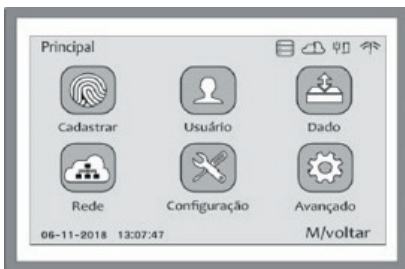 Principal
Cadastrar Usuário Dado
Rede Configuração Avançado
06-11-2018 13:07:47 M/voltar